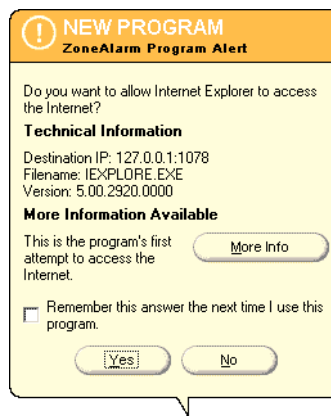 NEW PROGRAM
ZoneAlarm Program Alert
Do you want to allow Internet Explorer to access
the Internet?
Technical Information
Destination IP: 127.0.0.1:1078
Filename: IEXPLORE.EXE
Version: 5.00.2920.0000
More Information Available
This is the program's first
attempt to access the
Internet.
More Info
Remember this answer the next time I use this
program.
Yes
No